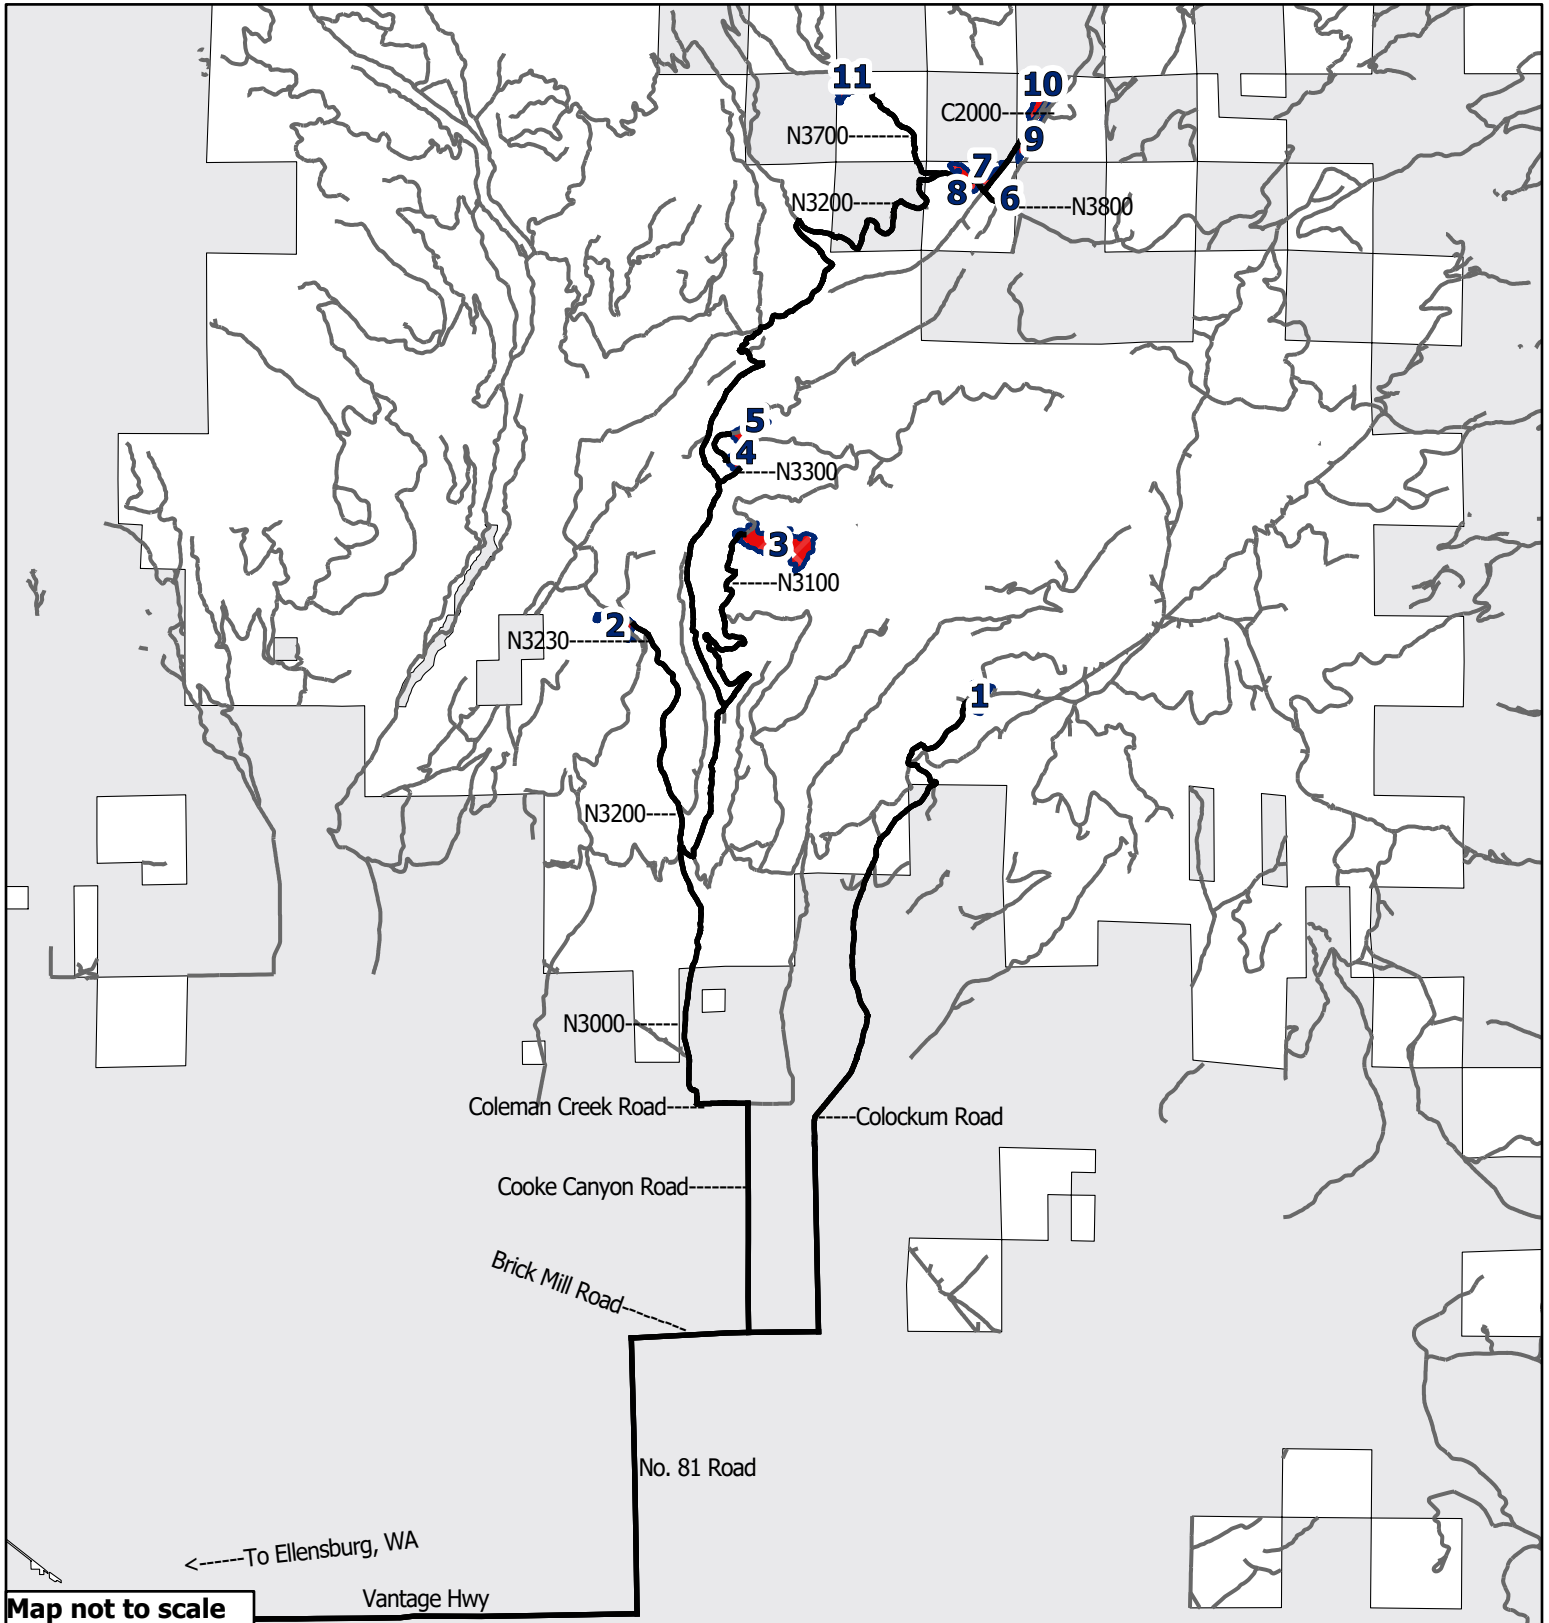 11
10
C2000
N3700
9
7
8
6
N3200
N3800
5
4
N3300
3
N3100
2
N3230
1
N3200
N3000
Coleman Creek Road
Colockum Road
Cooke Canyon Road
Brick Mill Road
No. 81 Road
<------To Ellensburg, WA
Vantage Hwy
Map not to scale